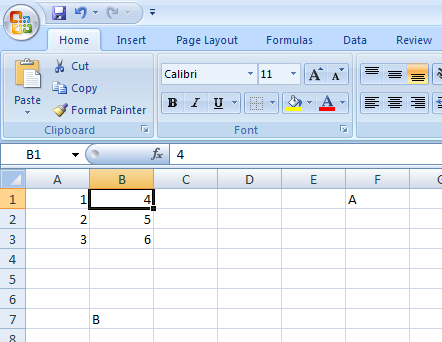 Home Insert Page Layout Formulas Data Review
Paste
Cut
Copy
Format Painter
Calibri 11 A A
B I U A
Clipboard Font
B1 fx 4
A B C D E F G
1 1 4 A
2 2 5
3 3 6
4
5
6
7 B
8